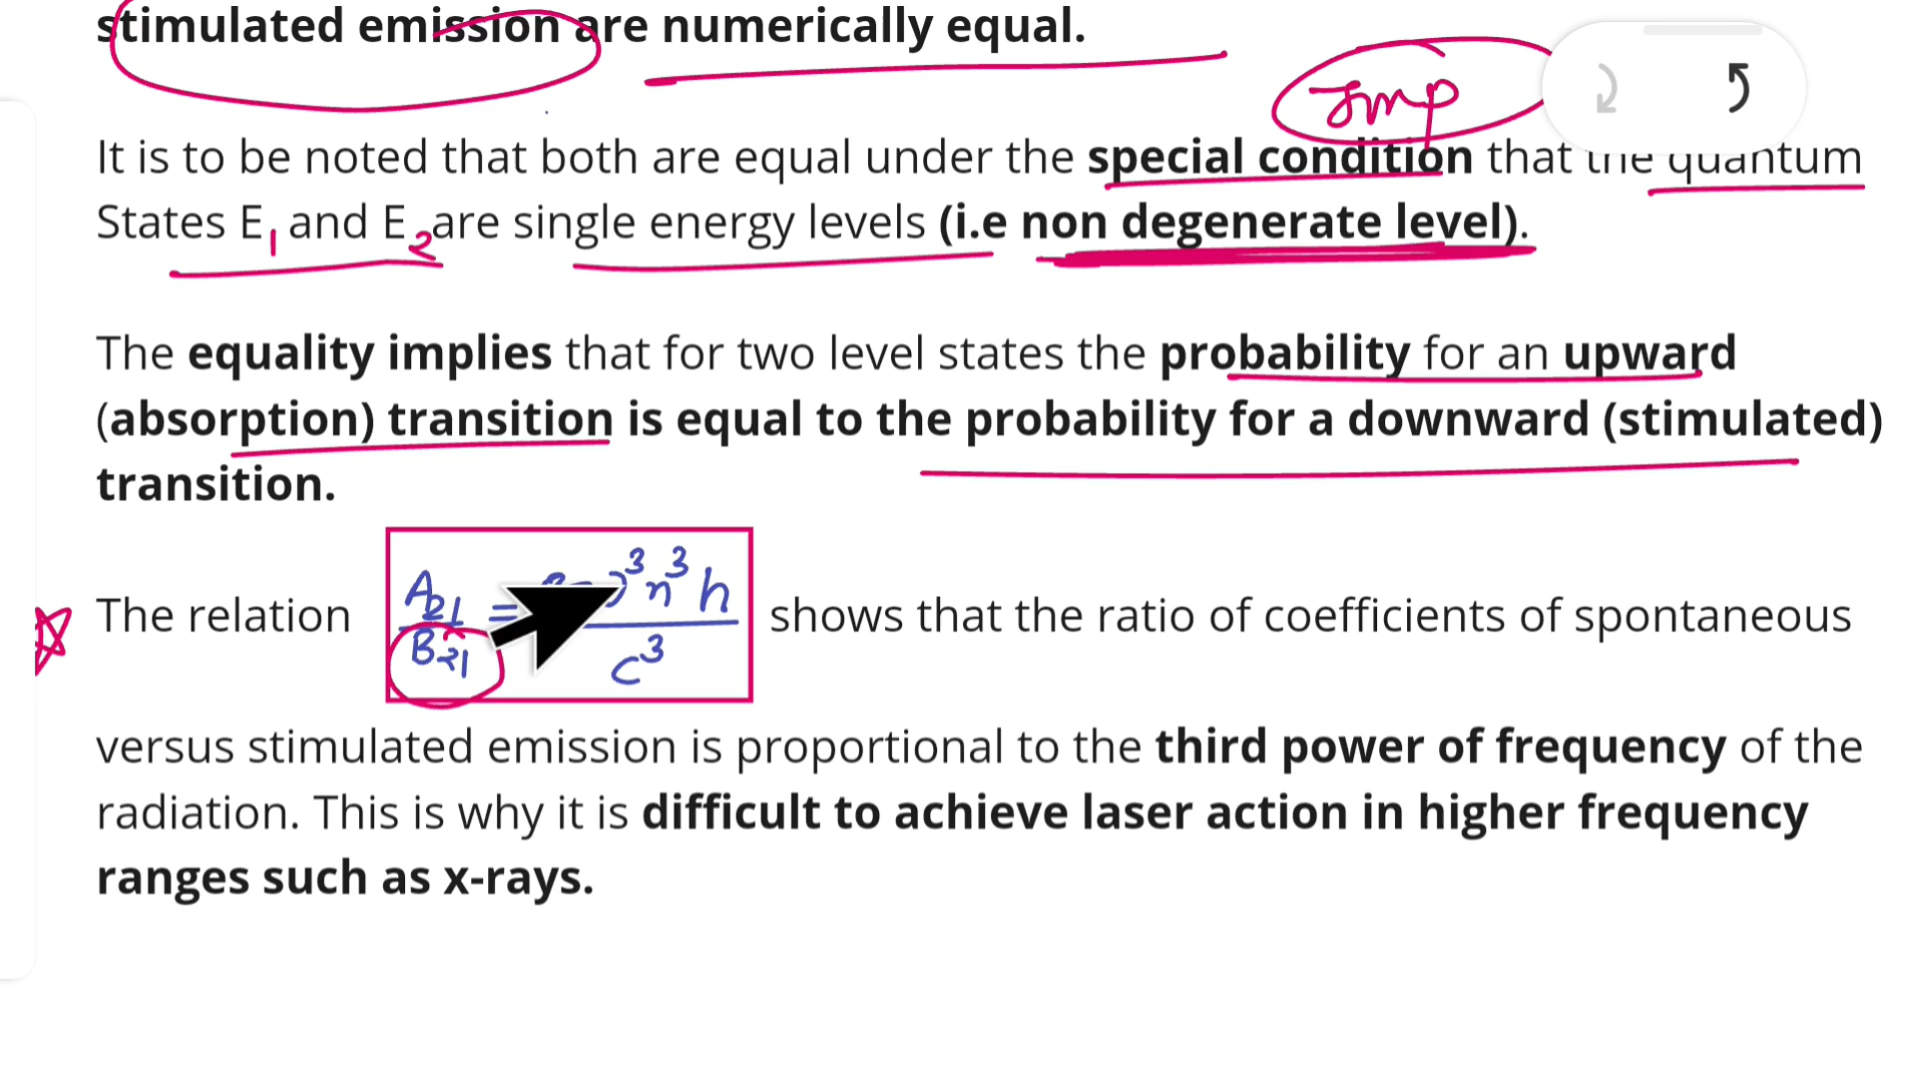 stimulated emission are numerically equal.
Imp
It is to be noted that both are equal under the special condition that the quantum
States E1 and E2 are single energy levels (i.e non degenerate level).
The equality implies that for two level states the probability for an upward
(absorption) transition is equal to the probability for a downward (stimulated)
transition.
The relation A21/B21 = ν³n³h/c³ shows that the ratio of coefficients of spontaneous
versus stimulated emission is proportional to the third power of frequency of the
radiation. This is why it is difficult to achieve laser action in higher frequency
ranges such as x-rays.